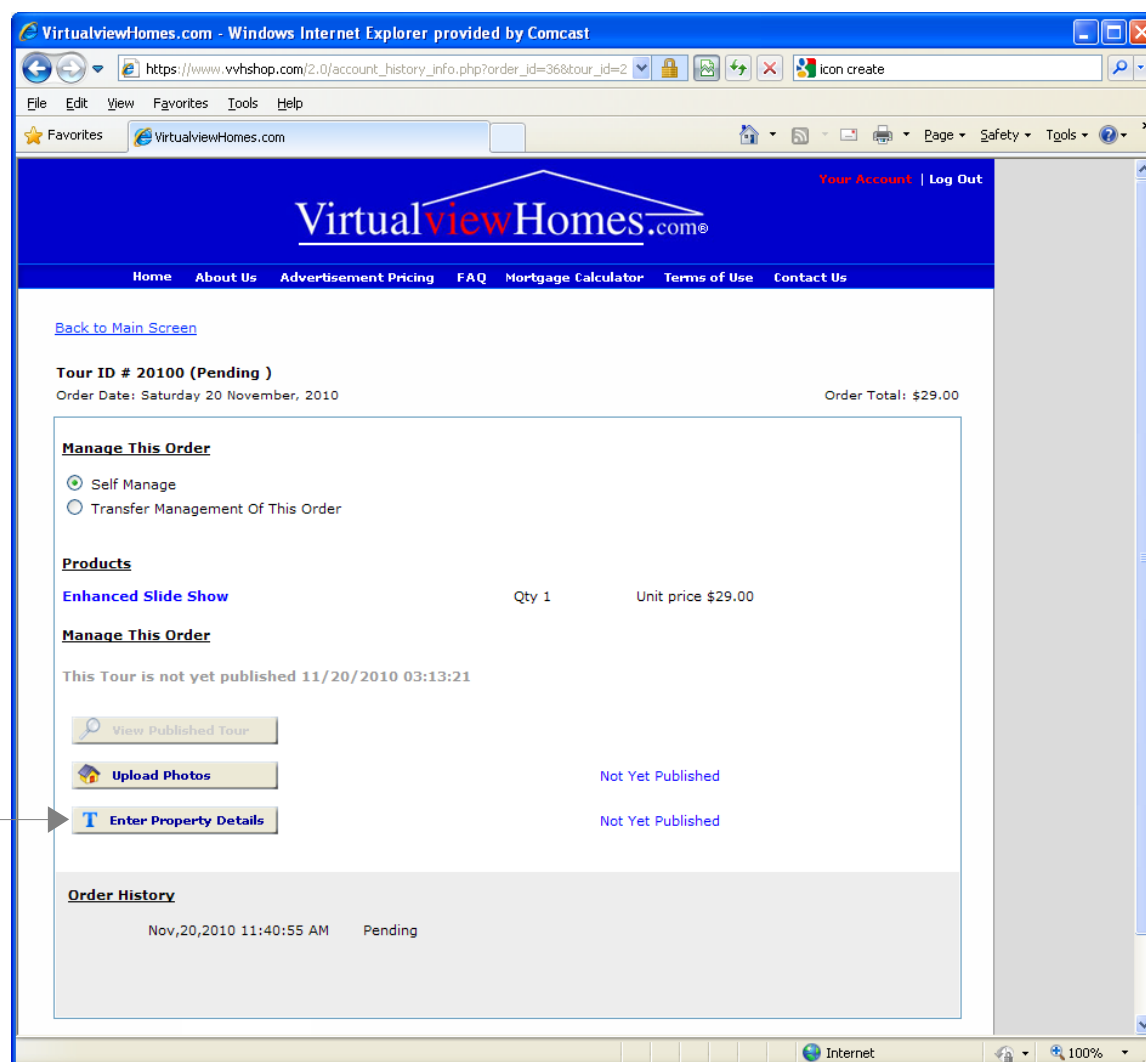 VirtualviewHomes.com - Windows Internet Explorer provided by Comcast
https://www.vvhshop.com/2.0/account_history_info.php?order_id=36&tour_id=2 icon create
File Edit View Favorites Tools Help
Favorites VirtualviewHomes.com Page Safety Tools
Your Account | Log Out
VirtualviewHomes.com®
Home About Us Advertisement Pricing FAQ Mortgage Calculator Terms of Use Contact Us
Back to Main Screen
Tour ID # 20100 (Pending )
Order Date: Saturday 20 November, 2010 Order Total: $29.00
Manage This Order
Self Manage
Transfer Management Of This Order
Products
Enhanced Slide Show Qty 1 Unit price $29.00
Manage This Order
This Tour is not yet published 11/20/2010 03:13:21
View Published Tour
Upload Photos Not Yet Published
T Enter Property Details Not Yet Published
Order History
Nov,20,2010 11:40:55 AM Pending
Internet 100%